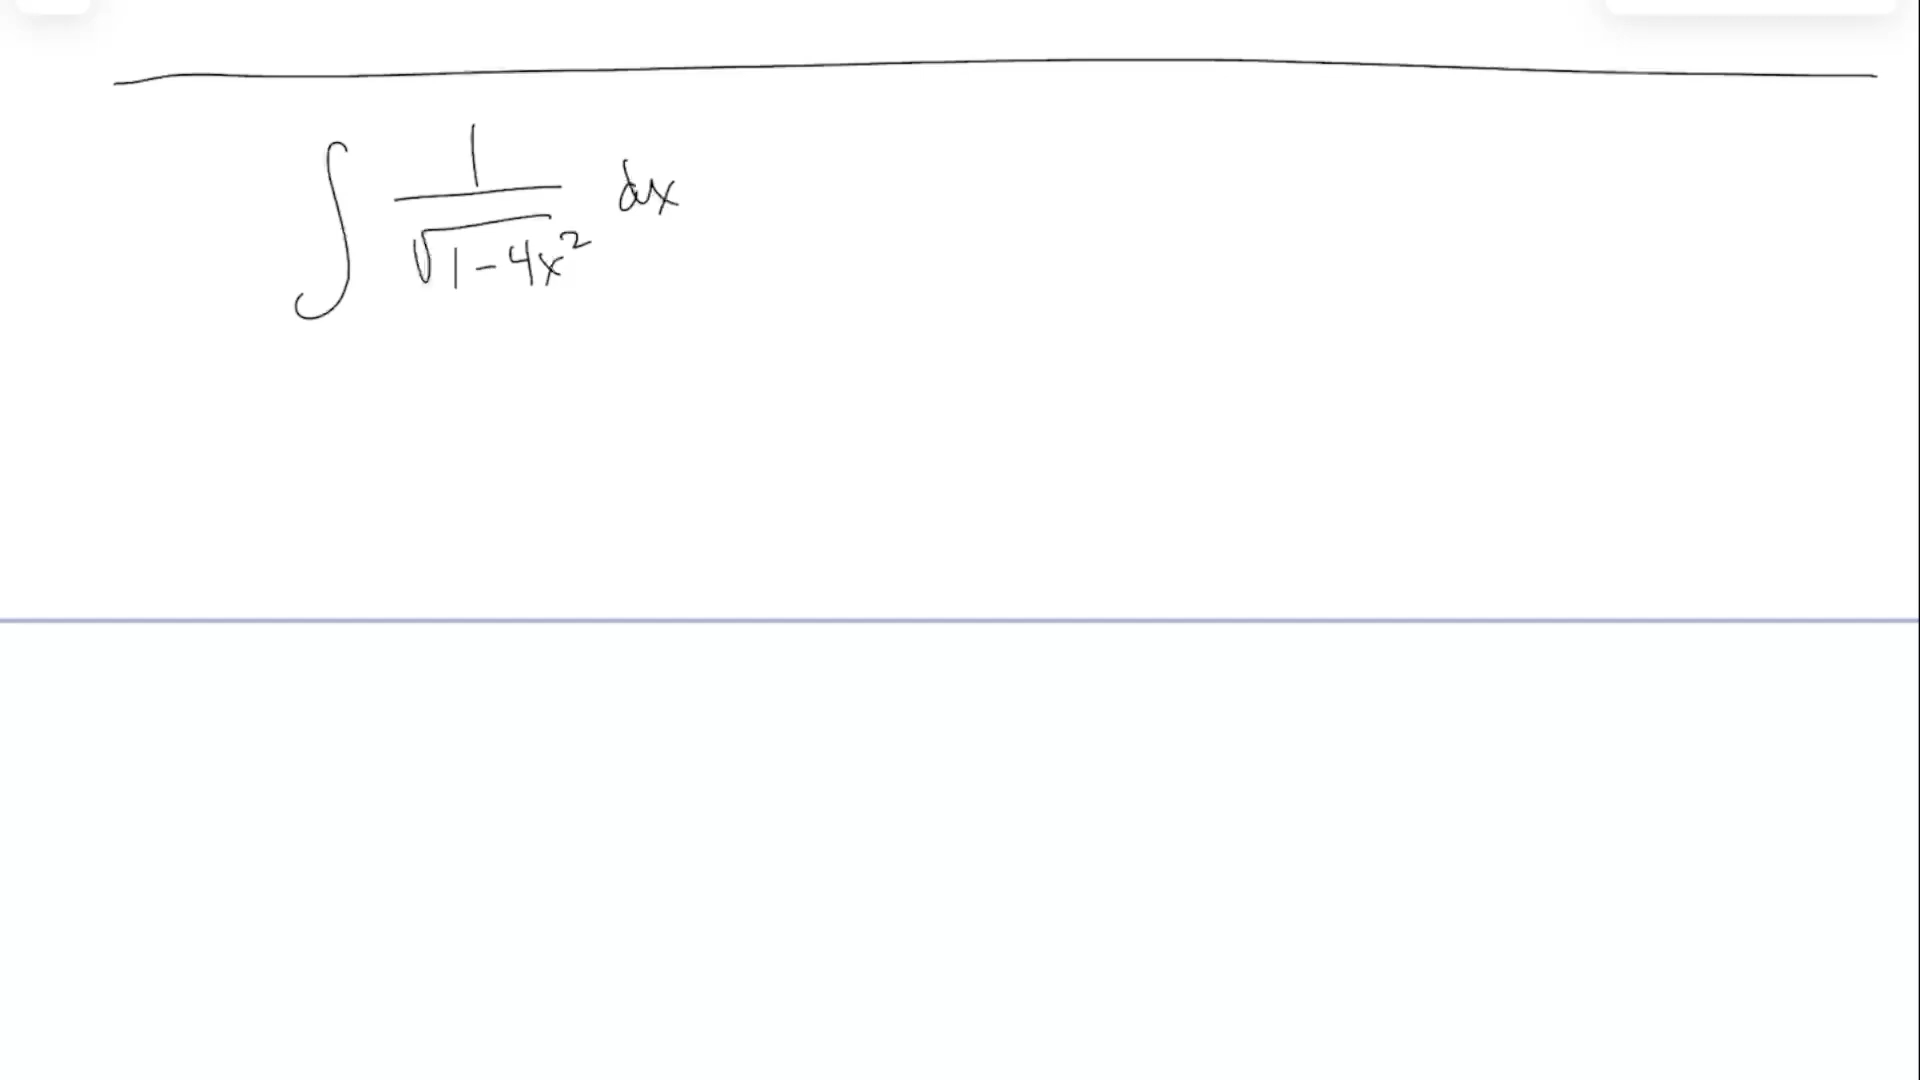 ∫ 1/√(1-4x²) dx